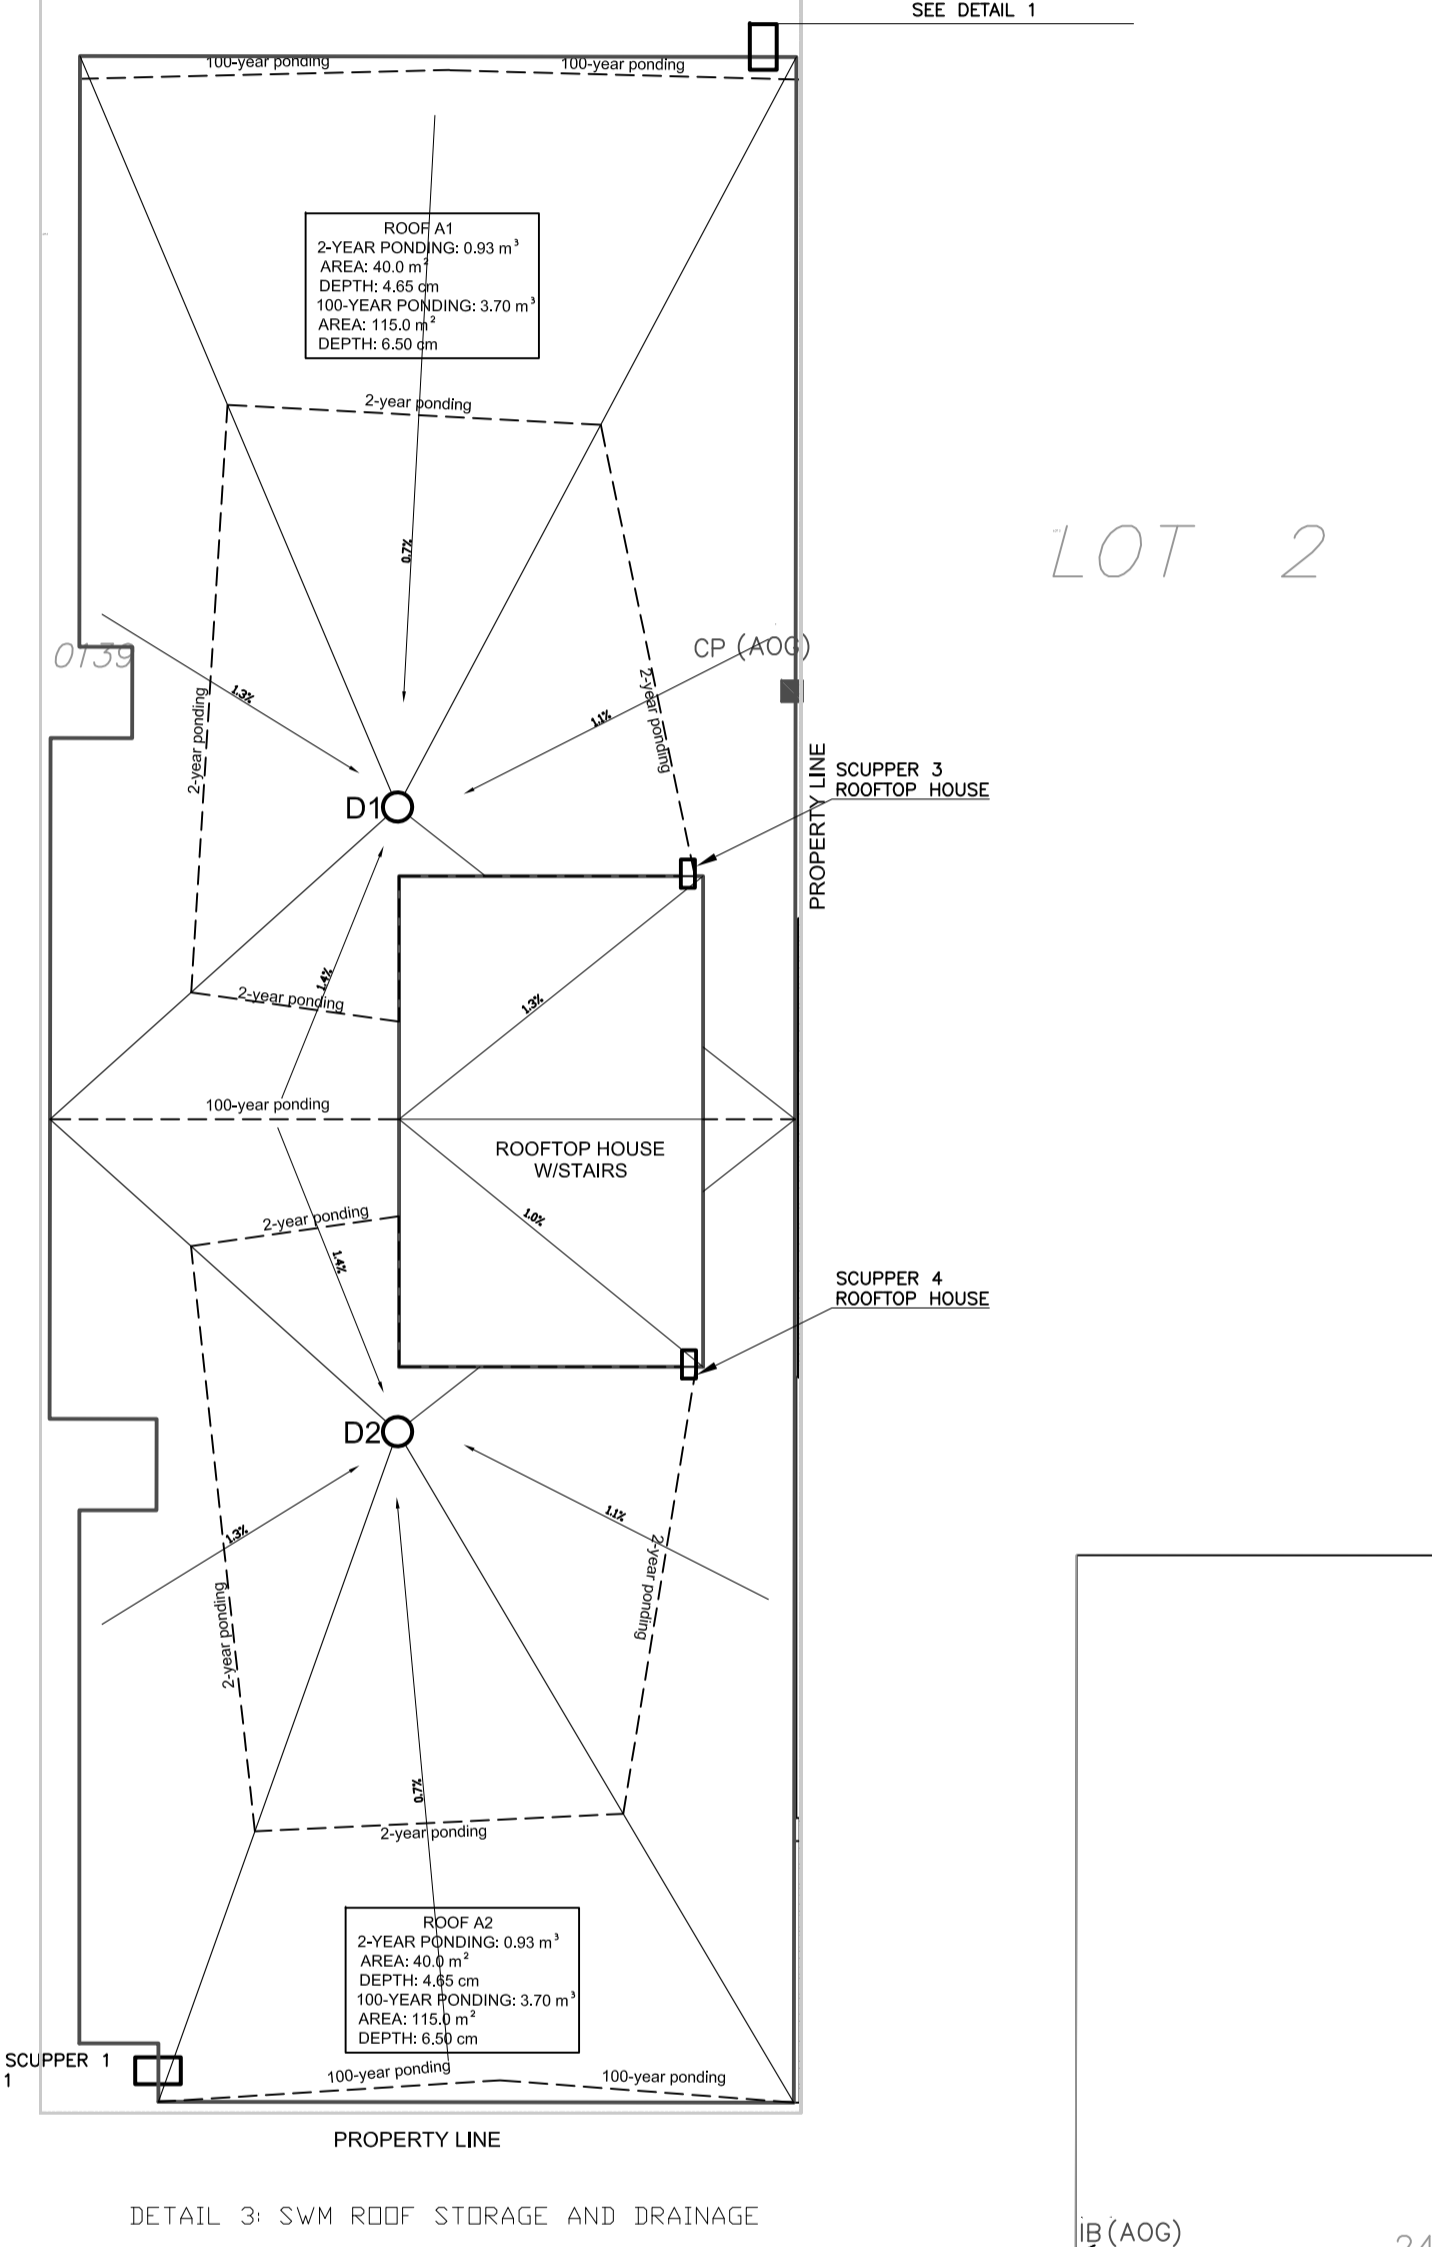 SEE DETAIL 1
100-year ponding
100-year ponding
ROOF A1
2-YEAR PONDING: 0.93 m³
AREA: 40.0 m²
DEPTH: 4.65 cm
100-YEAR PONDING: 3.70 m³
AREA: 115.0 m²
DEPTH: 6.50 cm
2-year ponding
0.7%
LOT 2
0139
CP (AOG)
1.3%
2-year ponding
1.1%
2-year ponding
D1
PROPERTY LINE
SCUPPER 3
ROOFTOP HOUSE
1.4%
2-year ponding
1.3%
100-year ponding
ROOFTOP HOUSE
W/STAIRS
2-year ponding
1.0%
1.4%
SCUPPER 4
ROOFTOP HOUSE
D2
1.3%
1.1%
2-year ponding
2-year ponding
0.7%
2-year ponding
ROOF A2
2-YEAR PONDING: 0.93 m³
AREA: 40.0 m²
DEPTH: 4.65 cm
100-YEAR PONDING: 3.70 m³
AREA: 115.0 m²
DEPTH: 6.50 cm
SCUPPER 1
1
100-year ponding
100-year ponding
PROPERTY LINE
DETAIL 3: SWM ROOF STORAGE AND DRAINAGE
IB(AOG)